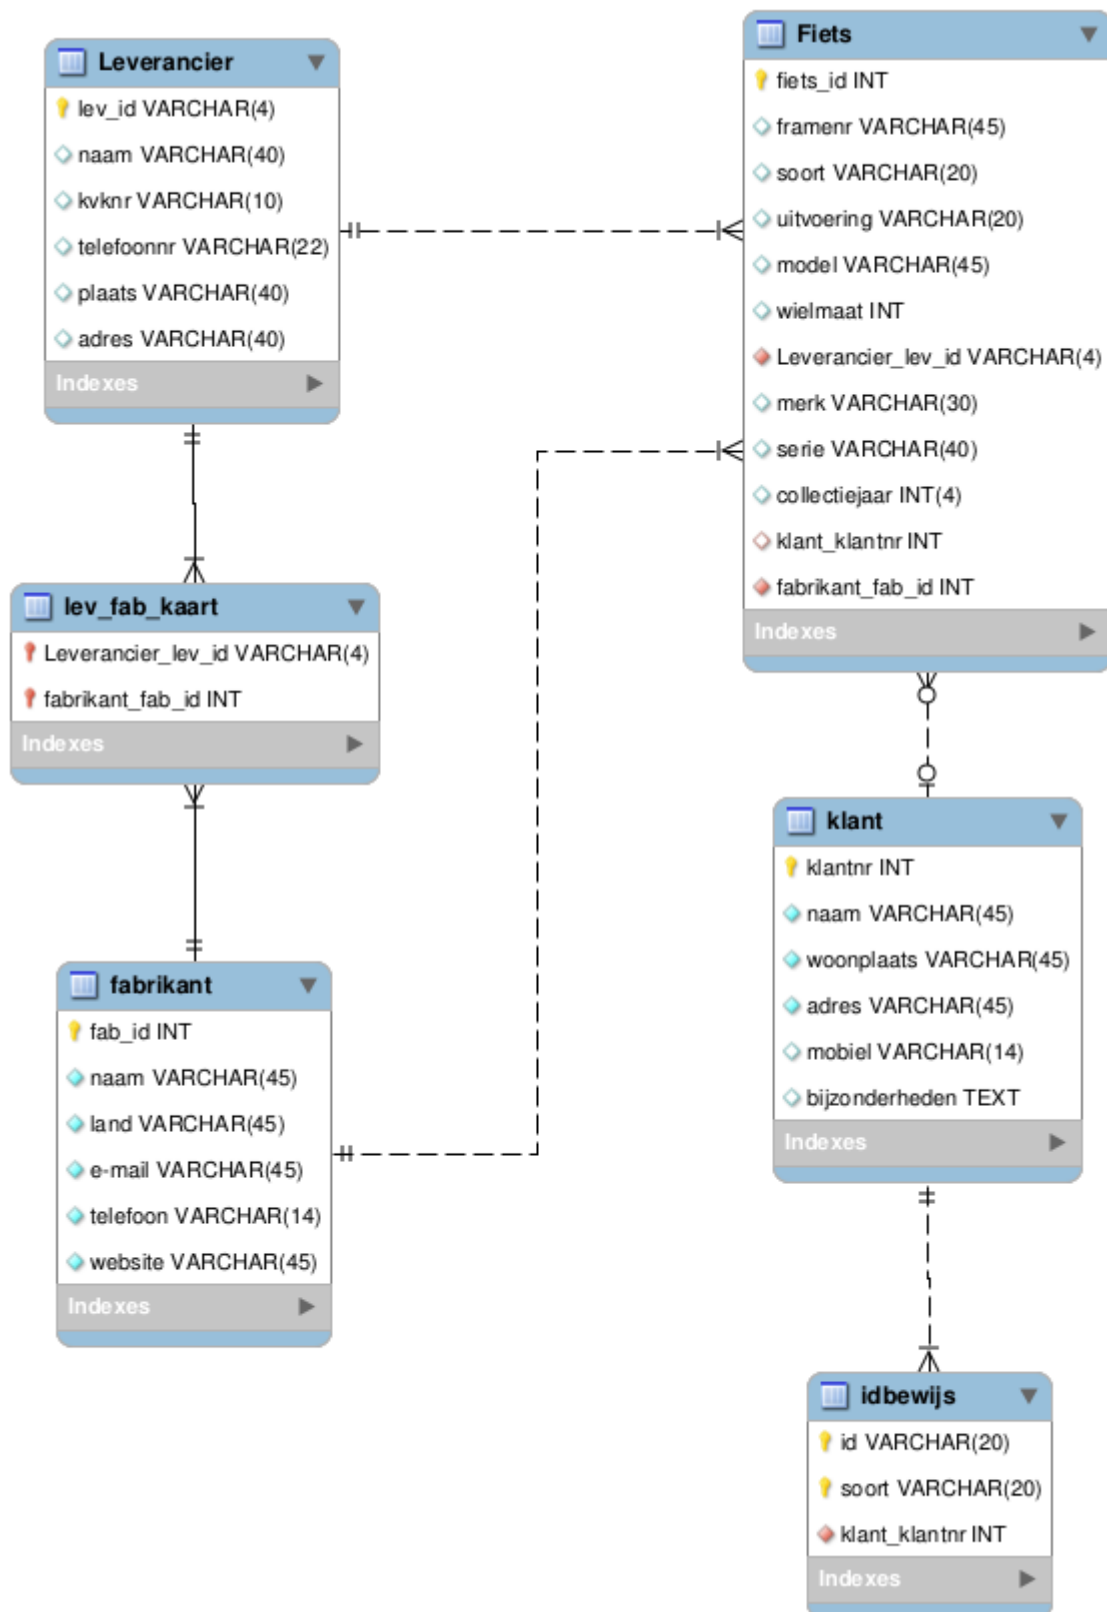 Leverancier
lev_id VARCHAR(4)
naam VARCHAR(40)
kvknr VARCHAR(10)
telefoonnr VARCHAR(22)
plaats VARCHAR(40)
adres VARCHAR(40)
Indexes
Fiets
fiets_id INT
framenr VARCHAR(45)
soort VARCHAR(20)
uitvoering VARCHAR(20)
model VARCHAR(45)
wielmaat INT
Leverancier_lev_id VARCHAR(4)
merk VARCHAR(30)
serie VARCHAR(40)
collectiejaar INT(4)
klant_klantnr INT
fabrikant_fab_id INT
Indexes
lev_fab_kaart
Leverancier_lev_id VARCHAR(4)
fabrikant_fab_id INT
Indexes
klant
klantnr INT
naam VARCHAR(45)
woonplaats VARCHAR(45)
adres VARCHAR(45)
mobiel VARCHAR(14)
bijzonderheden TEXT
Indexes
fabrikant
fab_id INT
naam VARCHAR(45)
land VARCHAR(45)
e-mail VARCHAR(45)
telefoon VARCHAR(14)
website VARCHAR(45)
Indexes
idbewijs
id VARCHAR(20)
soort VARCHAR(20)
klant_klantnr INT
Indexes